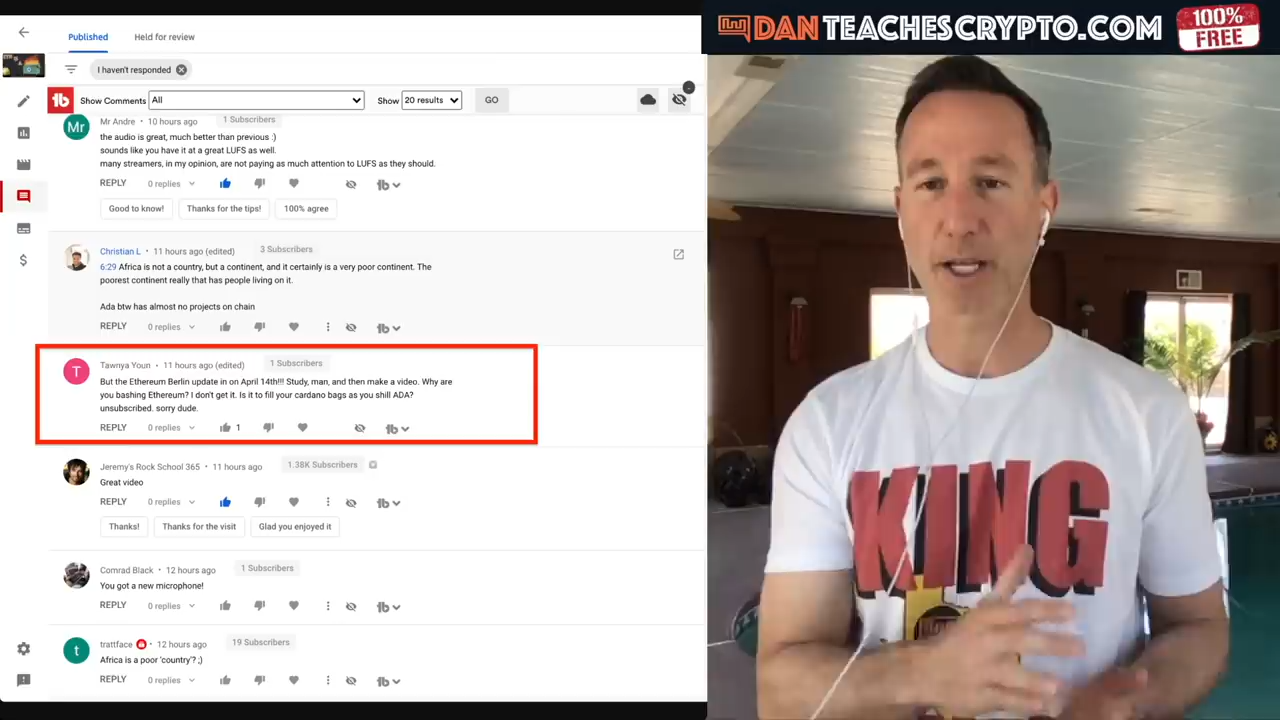 Published Held for review
DANTEACHESCRYPTO.COM
100%
FREE
I haven't responded
Show Comments All Show 20 results GO
Mr Mr Andre • 10 hours ago 1 Subscribers
the audio is great, much better than previous :)
sounds like you have it at a great LUFS as well.
many streamers, in my opinion, are not paying as much attention to LUFS as they should.
REPLY 0 replies
Good to know! Thanks for the tips! 100% agree
Christian L • 11 hours ago (edited) 3 Subscribers
6:29 Africa is not a country, but a continent, and it certainly is a very poor continent. The
poorest continent really that has people living on it.
Ada btw has almost no projects on chain
REPLY 0 replies
T Tawnya Youn • 11 hours ago (edited) 1 Subscribers
But the Ethereum Berlin update in on April 14th!!! Study, man, and then make a video. Why are
you bashing Ethereum? I don't get it. Is it to fill your cardano bags as you shill ADA?
unsubscribed. sorry dude.
REPLY 0 replies 1
Jeremy's Rock School 365 • 11 hours ago 1.38K Subscribers
Great video
REPLY 0 replies
Thanks! Thanks for the visit Glad you enjoyed it
Comrad Black • 12 hours ago 1 Subscribers
You got a new microphone!
REPLY 0 replies
t trattface • 12 hours ago 19 Subscribers
Africa is a poor 'country'? ;)
REPLY 0 replies
KING